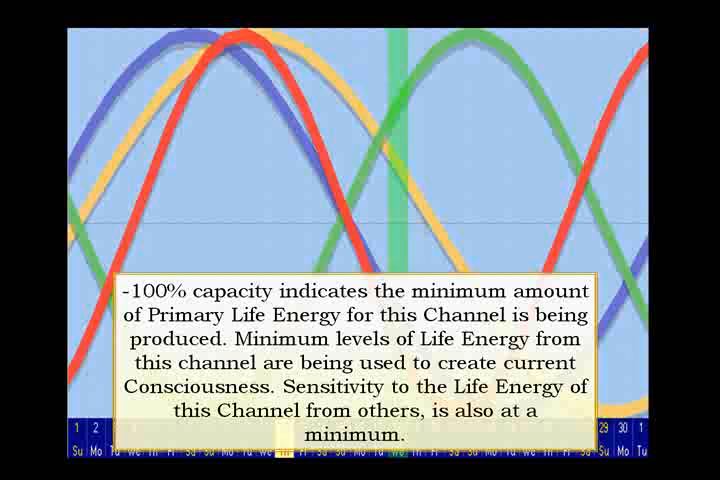 -100% capacity indicates the minimum amount
of Primary Life Energy for this Channel is being
produced. Minimum levels of Life Energy from
this channel are being used to create current
Consciousness. Sensitivity to the Life Energy of
this Channel from others, is also at a
minimum.
1 2 29 30 1
Su Mo Su Mo Tu